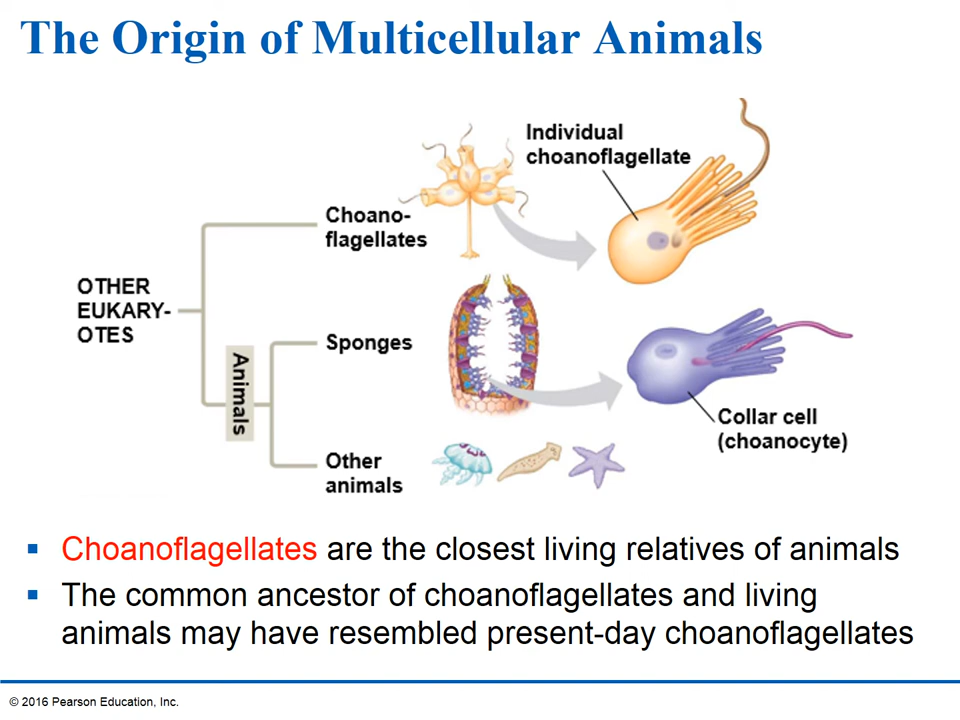 The Origin of Multicellular Animals
Individual
choanoflagellate
Choano-
flagellates
OTHER
EUKARY-
OTES
Animals
Sponges
Collar cell
(choanocyte)
Other
animals
▪ Choanoflagellates are the closest living relatives of animals
▪ The common ancestor of choanoflagellates and living
animals may have resembled present-day choanoflagellates
© 2016 Pearson Education, Inc.